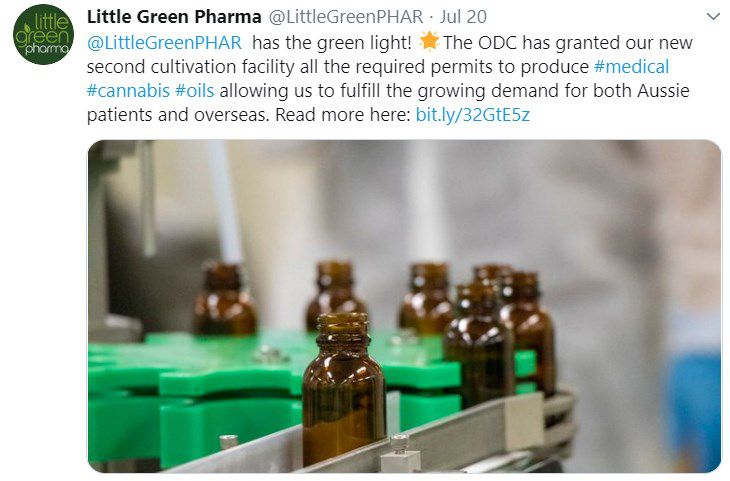 little
green
pharma
Little Green Pharma @LittleGreenPHAR · Jul 20
@LittleGreenPHAR has the green light! 🌟 The ODC has granted our new
second cultivation facility all the required permits to produce #medical
#cannabis #oils allowing us to fulfill the growing demand for both Aussie
patients and overseas. Read more here: bit.ly/32GtE5z